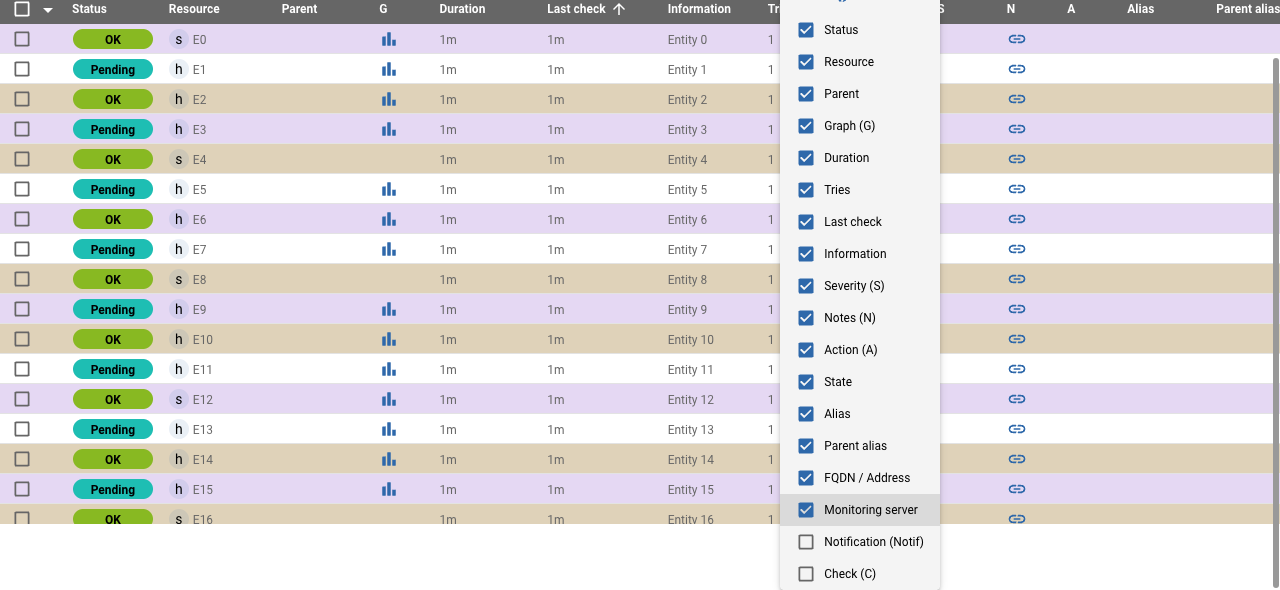 Status Resource Parent G Duration Last check Information Tr S N A Alias Parent alias
OK s E0 1m 1m Entity 0 1
Pending h E1 1m 1m Entity 1 1
OK h E2 1m 1m Entity 2 1
Pending h E3 1m 1m Entity 3 1
OK s E4 1m 1m Entity 4 1
Pending h E5 1m 1m Entity 5 1
OK h E6 1m 1m Entity 6 1
Pending h E7 1m 1m Entity 7 1
OK s E8 1m 1m Entity 8 1
Pending h E9 1m 1m Entity 9 1
OK h E10 1m 1m Entity 10 1
Pending h E11 1m 1m Entity 11 1
OK s E12 1m 1m Entity 12 1
Pending h E13 1m 1m Entity 13 1
OK h E14 1m 1m Entity 14 1
Pending h E15 1m 1m Entity 15 1
OK s E16 1m 1m Entity 16 1
Status
Resource
Parent
Graph (G)
Duration
Tries
Last check
Information
Severity (S)
Notes (N)
Action (A)
State
Alias
Parent alias
FQDN / Address
Monitoring server
Notification (Notif)
Check (C)